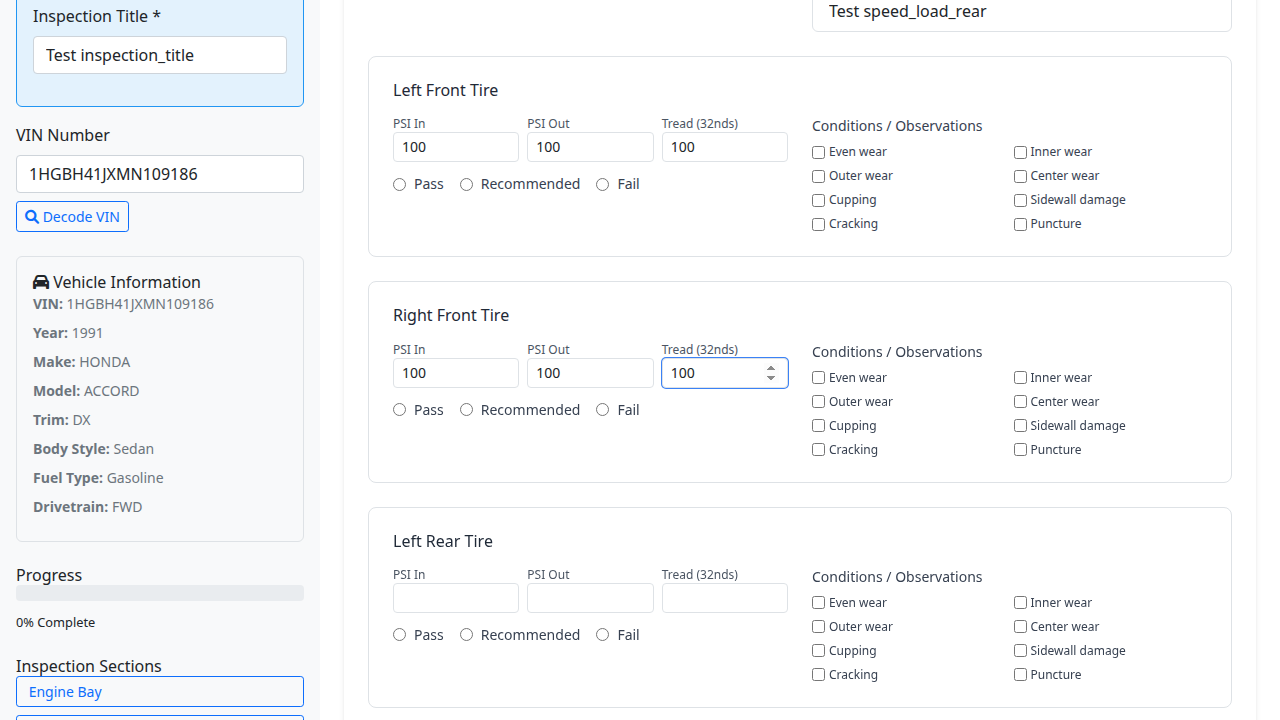 Inspection Title *
Test inspection_title
VIN Number
1HGBH41JXMN109186
Decode VIN
Vehicle Information
VIN: 1HGBH41JXMN109186
Year: 1991
Make: HONDA
Model: ACCORD
Trim: DX
Body Style: Sedan
Fuel Type: Gasoline
Drivetrain: FWD
Progress
0% Complete
Inspection Sections
Engine Bay
Test speed_load_rear
Left Front Tire
PSI In PSI Out Tread (32nds)
100 100 100
Pass Recommended Fail
Conditions / Observations
Even wear Inner wear
Outer wear Center wear
Cupping Sidewall damage
Cracking Puncture
Right Front Tire
PSI In PSI Out Tread (32nds)
100 100 100
Pass Recommended Fail
Conditions / Observations
Even wear Inner wear
Outer wear Center wear
Cupping Sidewall damage
Cracking Puncture
Left Rear Tire
PSI In PSI Out Tread (32nds)
Pass Recommended Fail
Conditions / Observations
Even wear Inner wear
Outer wear Center wear
Cupping Sidewall damage
Cracking Puncture